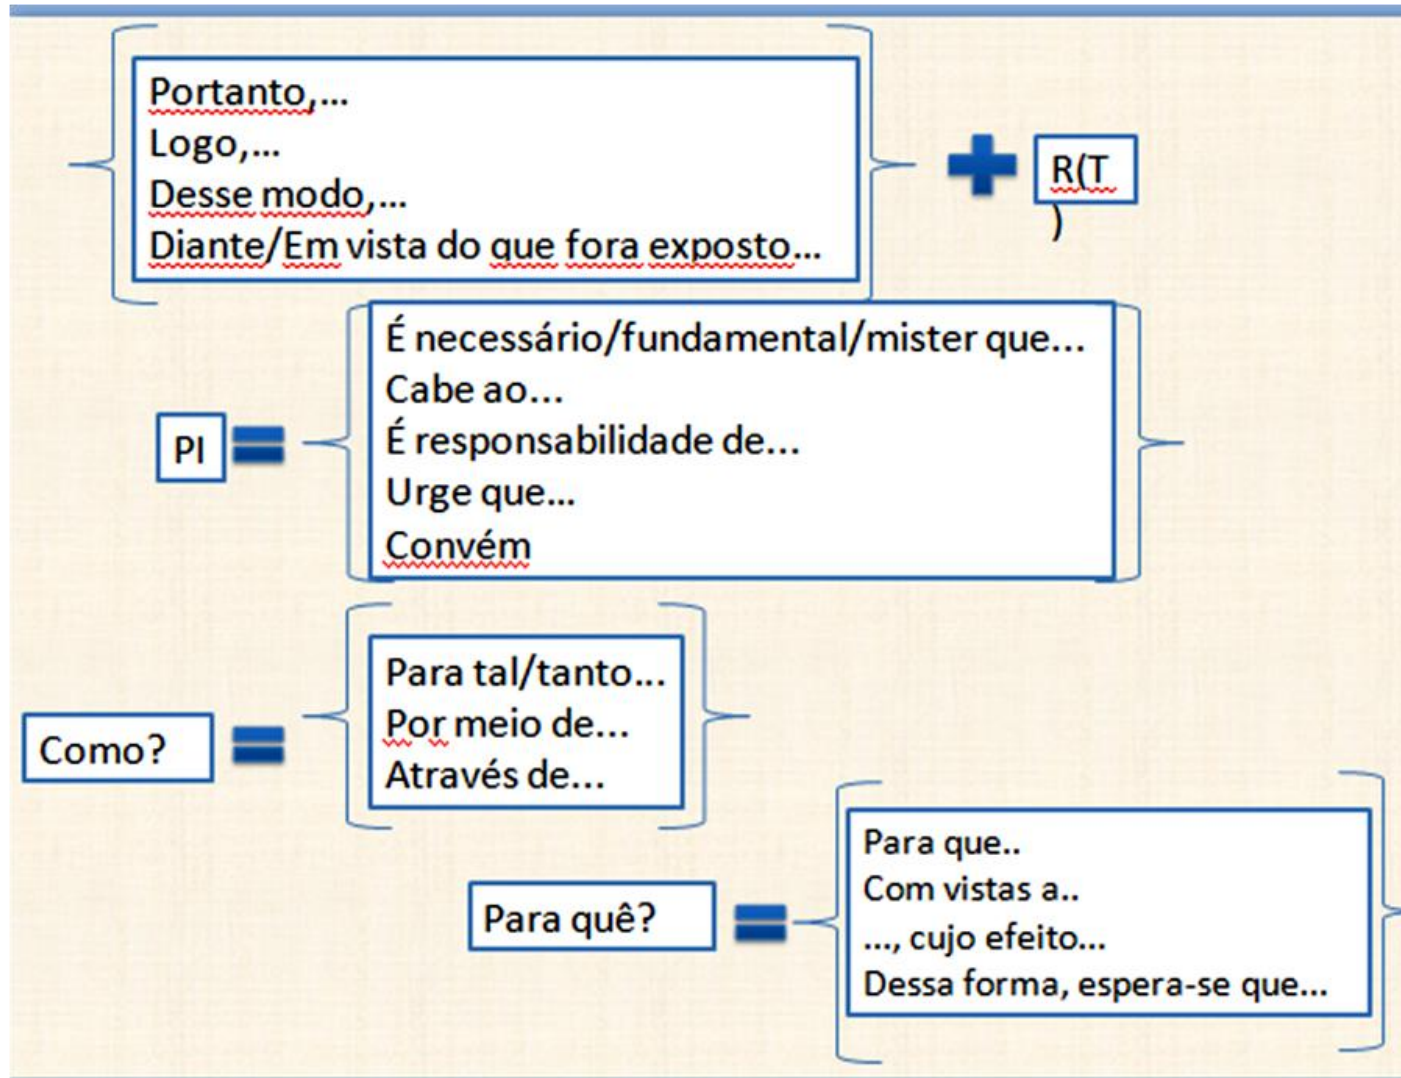 Portanto,...
Logo,...
Desse modo,...
Diante/Em vista do que fora exposto...
R(T
)
É necessário/fundamental/mister que...
Cabe ao...
É responsabilidade de...
Urge que...
Convém
PI
Para tal/tanto...
Por meio de...
Através de...
Como?
Para que..
Com vistas a..
..., cujo efeito...
Dessa forma, espera-se que...
Para quê?